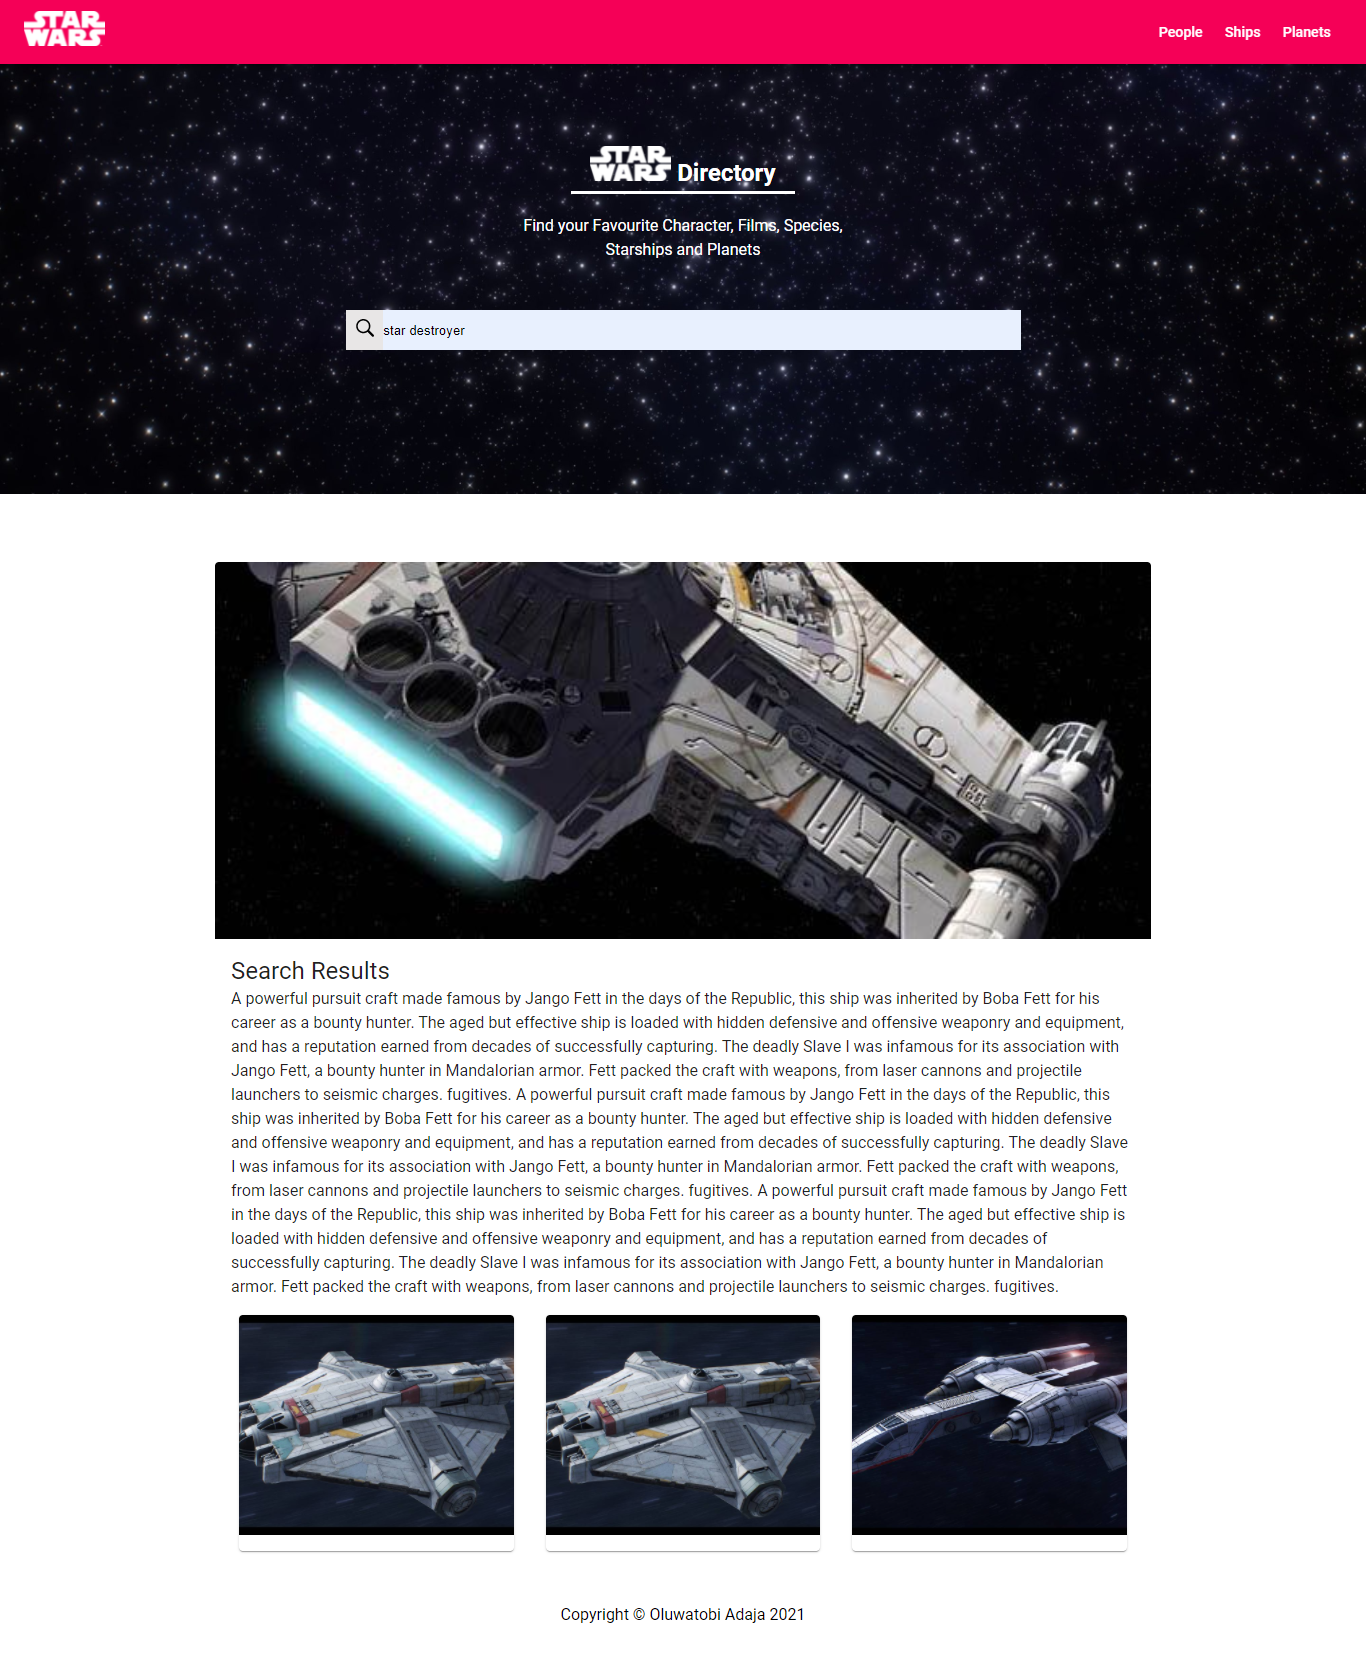 STAR WARS
People Ships Planets
STAR WARS Directory
Find your Favourite Character, Films, Species,
Starships and Planets
star destroyer
Search Results
A powerful pursuit craft made famous by Jango Fett in the days of the Republic, this ship was inherited by Boba Fett for his
career as a bounty hunter. The aged but effective ship is loaded with hidden defensive and offensive weaponry and equipment,
and has a reputation earned from decades of successfully capturing. The deadly Slave I was infamous for its association with
Jango Fett, a bounty hunter in Mandalorian armor. Fett packed the craft with weapons, from laser cannons and projectile
launchers to seismic charges. fugitives. A powerful pursuit craft made famous by Jango Fett in the days of the Republic, this
ship was inherited by Boba Fett for his career as a bounty hunter. The aged but effective ship is loaded with hidden defensive
and offensive weaponry and equipment, and has a reputation earned from decades of successfully capturing. The deadly Slave
I was infamous for its association with Jango Fett, a bounty hunter in Mandalorian armor. Fett packed the craft with weapons,
from laser cannons and projectile launchers to seismic charges. fugitives. A powerful pursuit craft made famous by Jango Fett
in the days of the Republic, this ship was inherited by Boba Fett for his career as a bounty hunter. The aged but effective ship is
loaded with hidden defensive and offensive weaponry and equipment, and has a reputation earned from decades of
successfully capturing. The deadly Slave I was infamous for its association with Jango Fett, a bounty hunter in Mandalorian
armor. Fett packed the craft with weapons, from laser cannons and projectile launchers to seismic charges. fugitives.
Copyright © Oluwatobi Adaja 2021